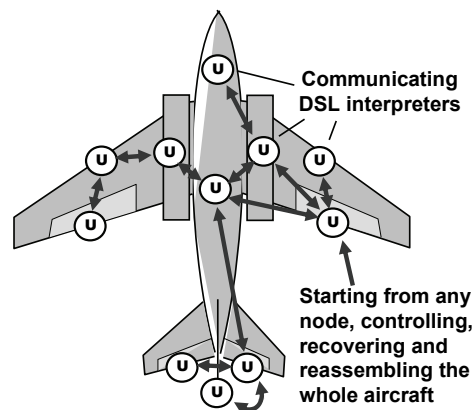 U
Communicating
DSL interpreters
U
U
U
U
U
U
U
Starting from any
node, controlling,
recovering and
reassembling the
whole aircraft
U
U
U